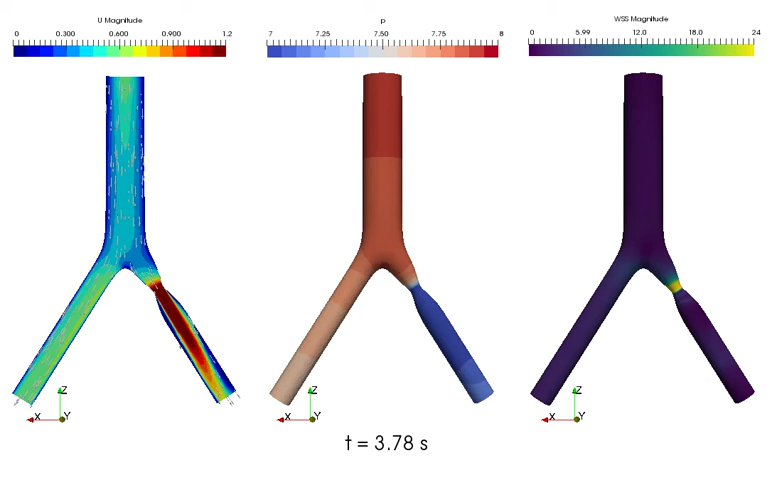 U Magnitude
0 0.300 0.600 0.900 1.2
p
7 7.25 7.50 7.75 8
WSS Magnitude
0 5.99 12.0 18.0 24
Z
X Y
Z
X Y
Z
X Y
t = 3.78 s